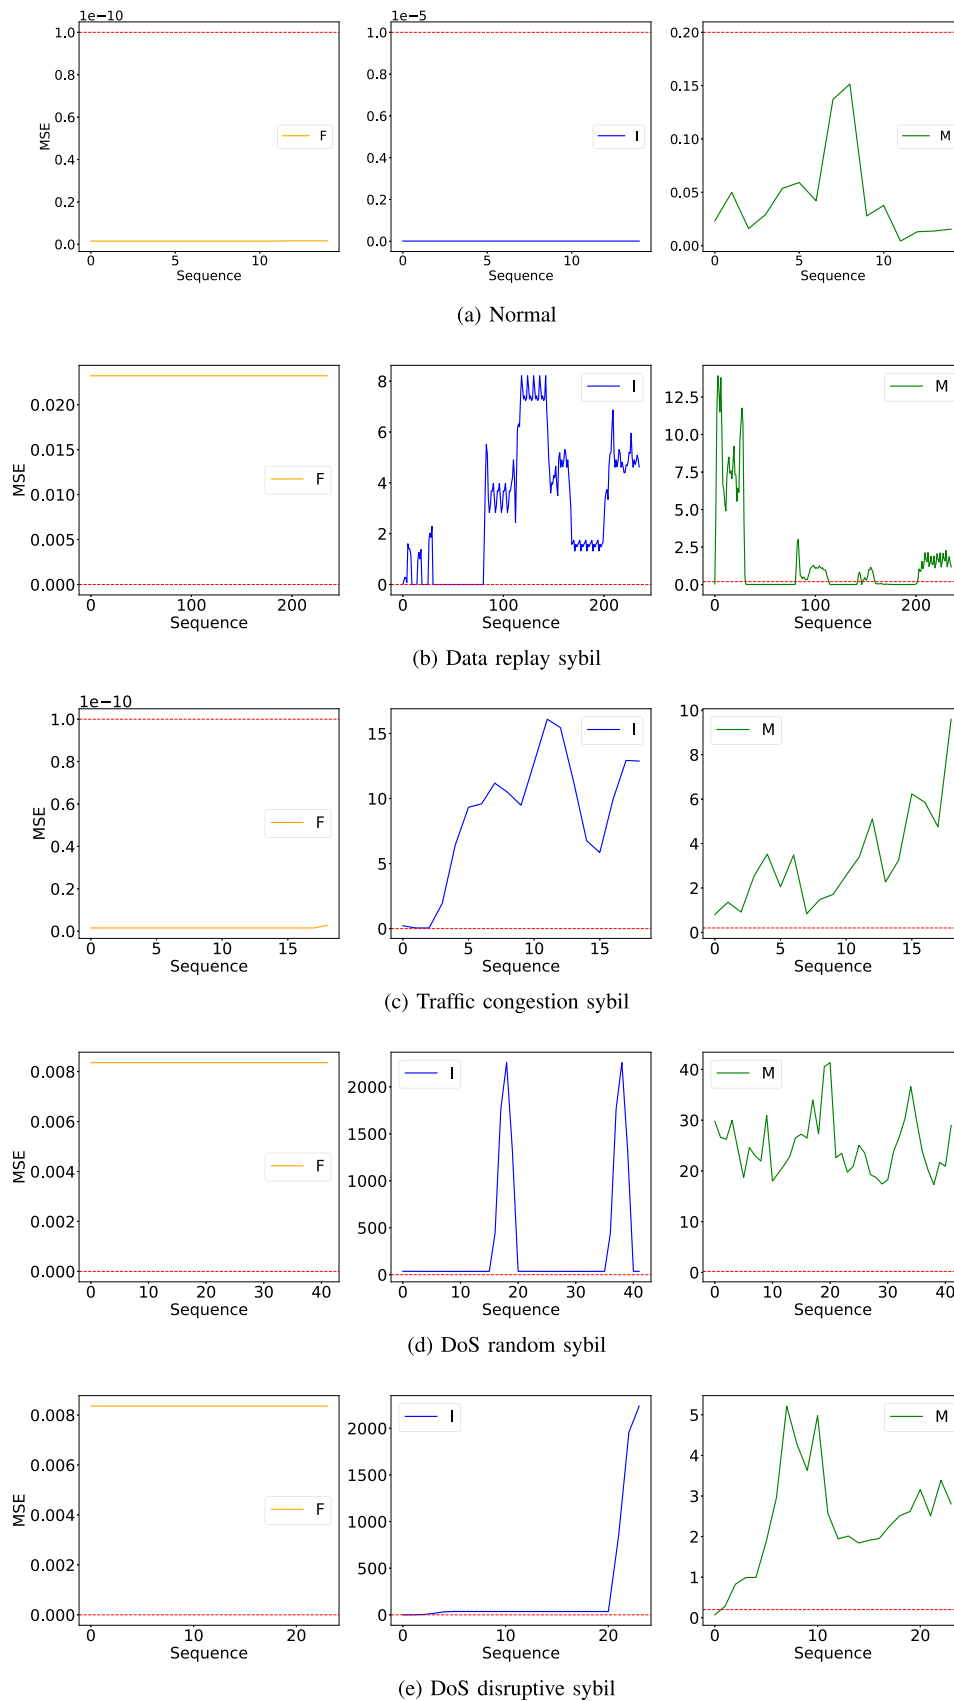 1e−10
1.0
0.8
0.6
0.4
0.2
0.0
MSE
F
0 5 10
Sequence
1e−5
1.0
0.8
0.6
0.4
0.2
0.0
I
0 5 10
Sequence
0.20
0.15
0.10
0.05
0.00
M
0 5 10
Sequence
(a) Normal
0.020
0.015
0.010
0.005
0.000
MSE
F
0 100 200
Sequence
8
6
4
2
0
I
0 100 200
Sequence
12.5
10.0
7.5
5.0
2.5
0.0
M
0 100 200
Sequence
(b) Data replay sybil
1e−10
1.0
0.8
0.6
0.4
0.2
0.0
MSE
F
0 5 10 15
Sequence
15
10
5
0
I
0 5 10 15
Sequence
10
8
6
4
2
0
M
0 5 10 15
Sequence
(c) Traffic congestion sybil
0.008
0.006
0.004
0.002
0.000
MSE
F
0 10 20 30 40
Sequence
2000
1500
1000
500
0
I
0 10 20 30 40
Sequence
40
30
20
10
0
M
0 10 20 30 40
Sequence
(d) DoS random sybil
0.008
0.006
0.004
0.002
0.000
MSE
F
0 10 20
Sequence
2000
1500
1000
500
0
I
0 10 20
Sequence
5
4
3
2
1
0
M
0 10 20
Sequence
(e) DoS disruptive sybil